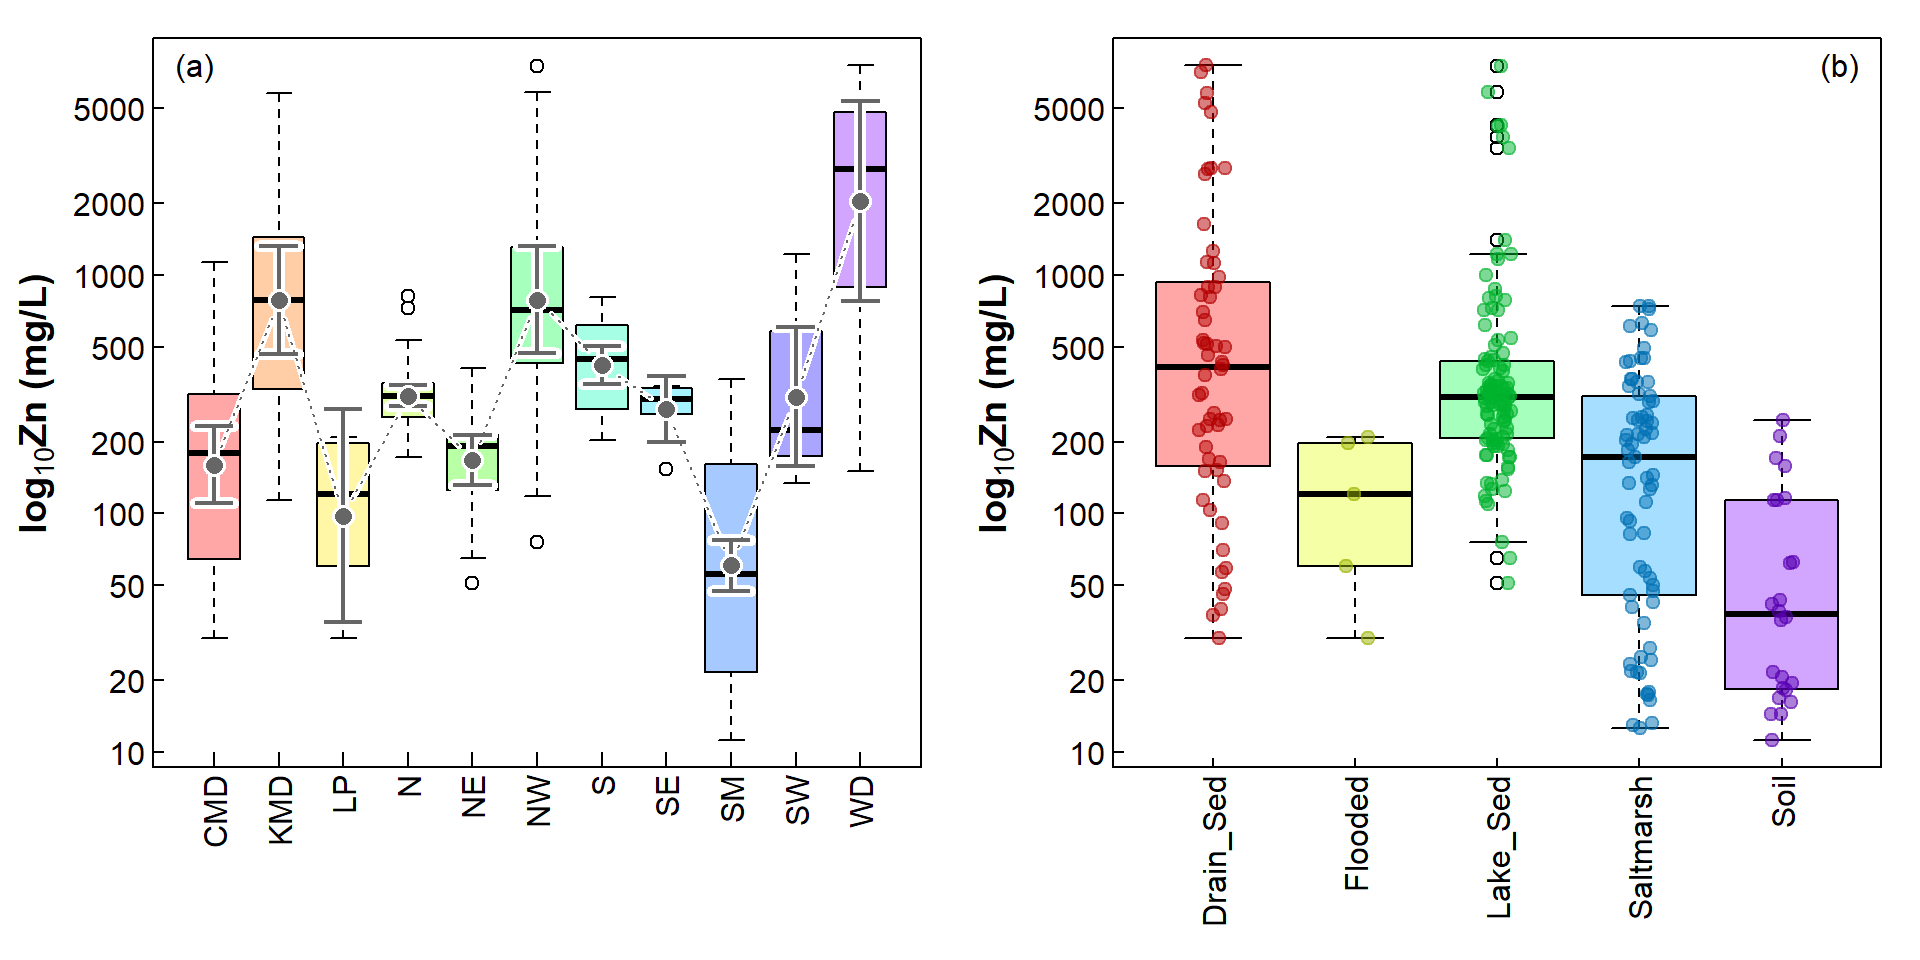 (a)
log₁₀Zn (mg/L)
5000
2000
1000
500
200
100
50
20
10
CMD
KMD
LP
N
NE
NW
S
SE
SM
SW
WD
(b)
log₁₀Zn (mg/L)
5000
2000
1000
500
200
100
50
20
10
Drain_Sed
Flooded
Lake_Sed
Saltmarsh
Soil